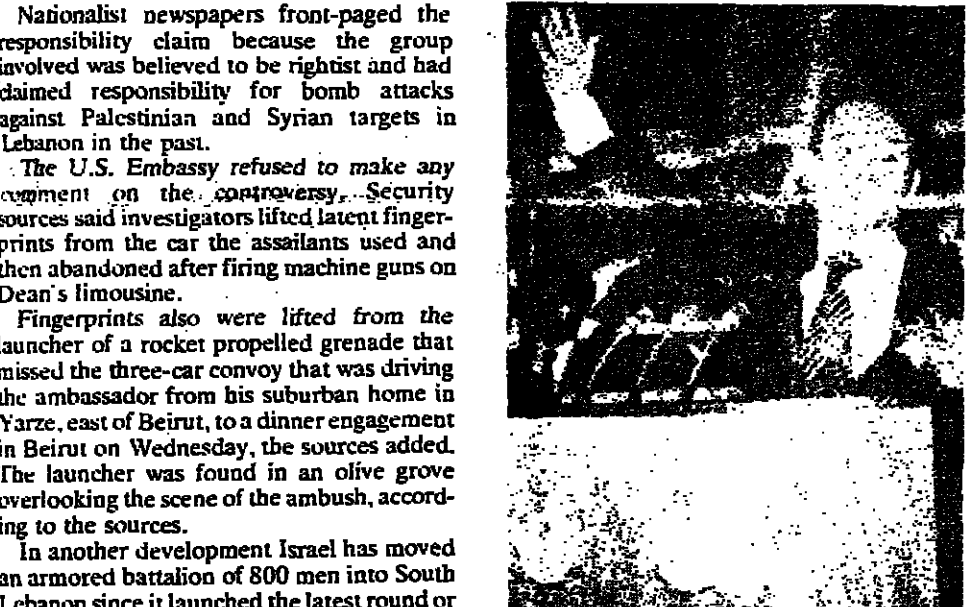 Nationalist newspapers front-paged the
responsibility claim because the group
involved was believed to be rightist and had
claimed responsibility for bomb attacks
against Palestinian and Syrian targets in
Lebanon in the past.
The U.S. Embassy refused to make any
comment on the controversy. Security
sources said investigators lifted latent finger-
prints from the car the assailants used and
then abandoned after firing machine guns on
Dean's limousine.
Fingerprints also were lifted from the
launcher of a rocket propelled grenade that
missed the three-car convoy that was driving
the ambassador from his suburban home in
Yarze, east of Beirut, to a dinner engagement
in Beirut on Wednesday, the sources added.
The launcher was found in an olive grove
overlooking the scene of the ambush, accord-
ing to the sources.
In another development Israel has moved
an armored battalion of 800 men into South
Lebanon since it launched the latest round or